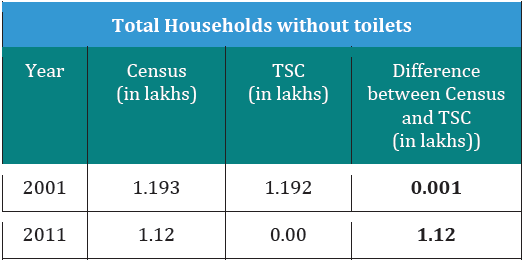 Total Households without toilets
Year Census TSC Difference
(in lakhs) (in lakhs) between Census
and TSC
(in lakhs))
2001 1.193 1.192 0.001
2011 1.12 0.00 1.12